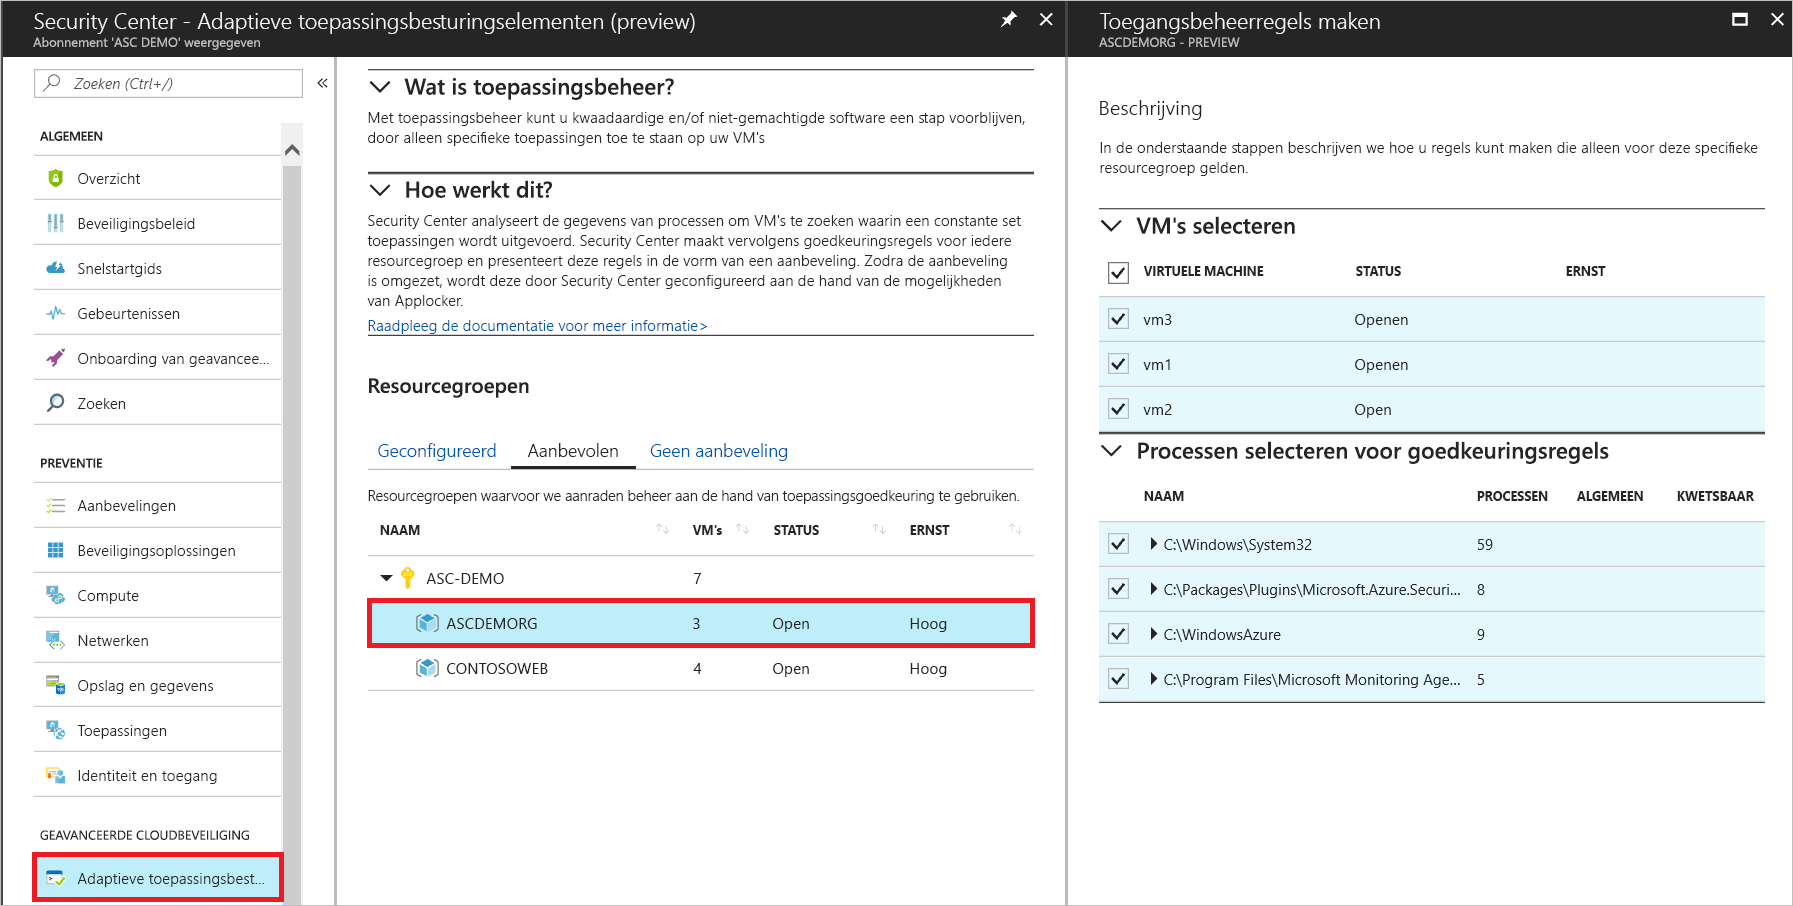 Security Center - Adaptieve toepassingsbesturingselementen (preview)
Abonnement 'ASC DEMO' weergegeven
Zoeken (Ctrl+/)
ALGEMEEN
Overzicht
Beveiligingsbeleid
Snelstartgids
Gebeurtenissen
Onboarding van geavancee...
Zoeken
PREVENTIE
Aanbevelingen
Beveiligingsoplossingen
Compute
Netwerken
Opslag en gegevens
Toepassingen
Identiteit en toegang
GEAVANCEERDE CLOUDBEVEILIGING
Adaptieve toepassingsbest...
Wat is toepassingsbeheer?
Met toepassingsbeheer kunt u kwaadaardige en/of niet-gemachtigde software een stap voorblijven,
door alleen specifieke toepassingen toe te staan op uw VM's
Hoe werkt dit?
Security Center analyseert de gegevens van processen om VM's te zoeken waarin een constante set
toepassingen wordt uitgevoerd. Security Center maakt vervolgens goedkeuringsregels voor iedere
resourcegroep en presenteert deze regels in de vorm van een aanbeveling. Zodra de aanbeveling
is omgezet, wordt deze door Security Center geconfigureerd aan de hand van de mogelijkheden
van Applocker.
Raadpleeg de documentatie voor meer informatie>
Resourcegroepen
Geconfigureerd Aanbevolen Geen aanbeveling
Resourcegroepen waarvoor we aanraden beheer aan de hand van toepassingsgoedkeuring te gebruiken.
NAAM VM's STATUS ERNST
ASC-DEMO 7
ASCDEMORG 3 Open Hoog
CONTOSOWEB 4 Open Hoog
Toegangsbeheerregels maken
ASCDEMORG - PREVIEW
Beschrijving
In de onderstaande stappen beschrijven we hoe u regels kunt maken die alleen voor deze specifieke
resourcegroep gelden.
VM's selecteren
VIRTUELE MACHINE STATUS ERNST
vm3 Openen
vm1 Openen
vm2 Open
Processen selecteren voor goedkeuringsregels
NAAM PROCESSEN ALGEMEEN KWETSBAAR
C:\Windows\System32 59
C:\Packages\Plugins\Microsoft.Azure.Securi... 8
C:\WindowsAzure 9
C:\Program Files\Microsoft Monitoring Age... 5